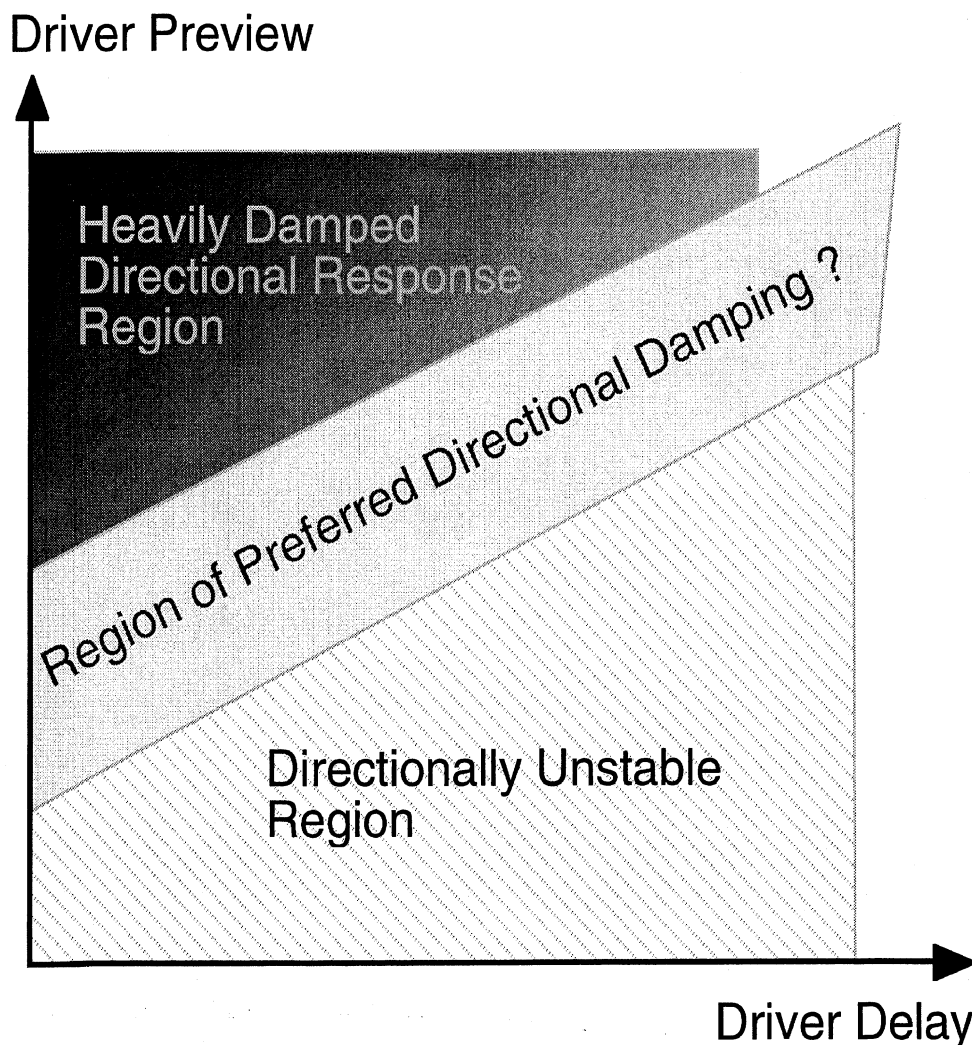 Driver Preview
Heavily Damped
Directional Response
Region
Region of Preferred Directional Damping ?
Directionally Unstable
Region
Driver Delay